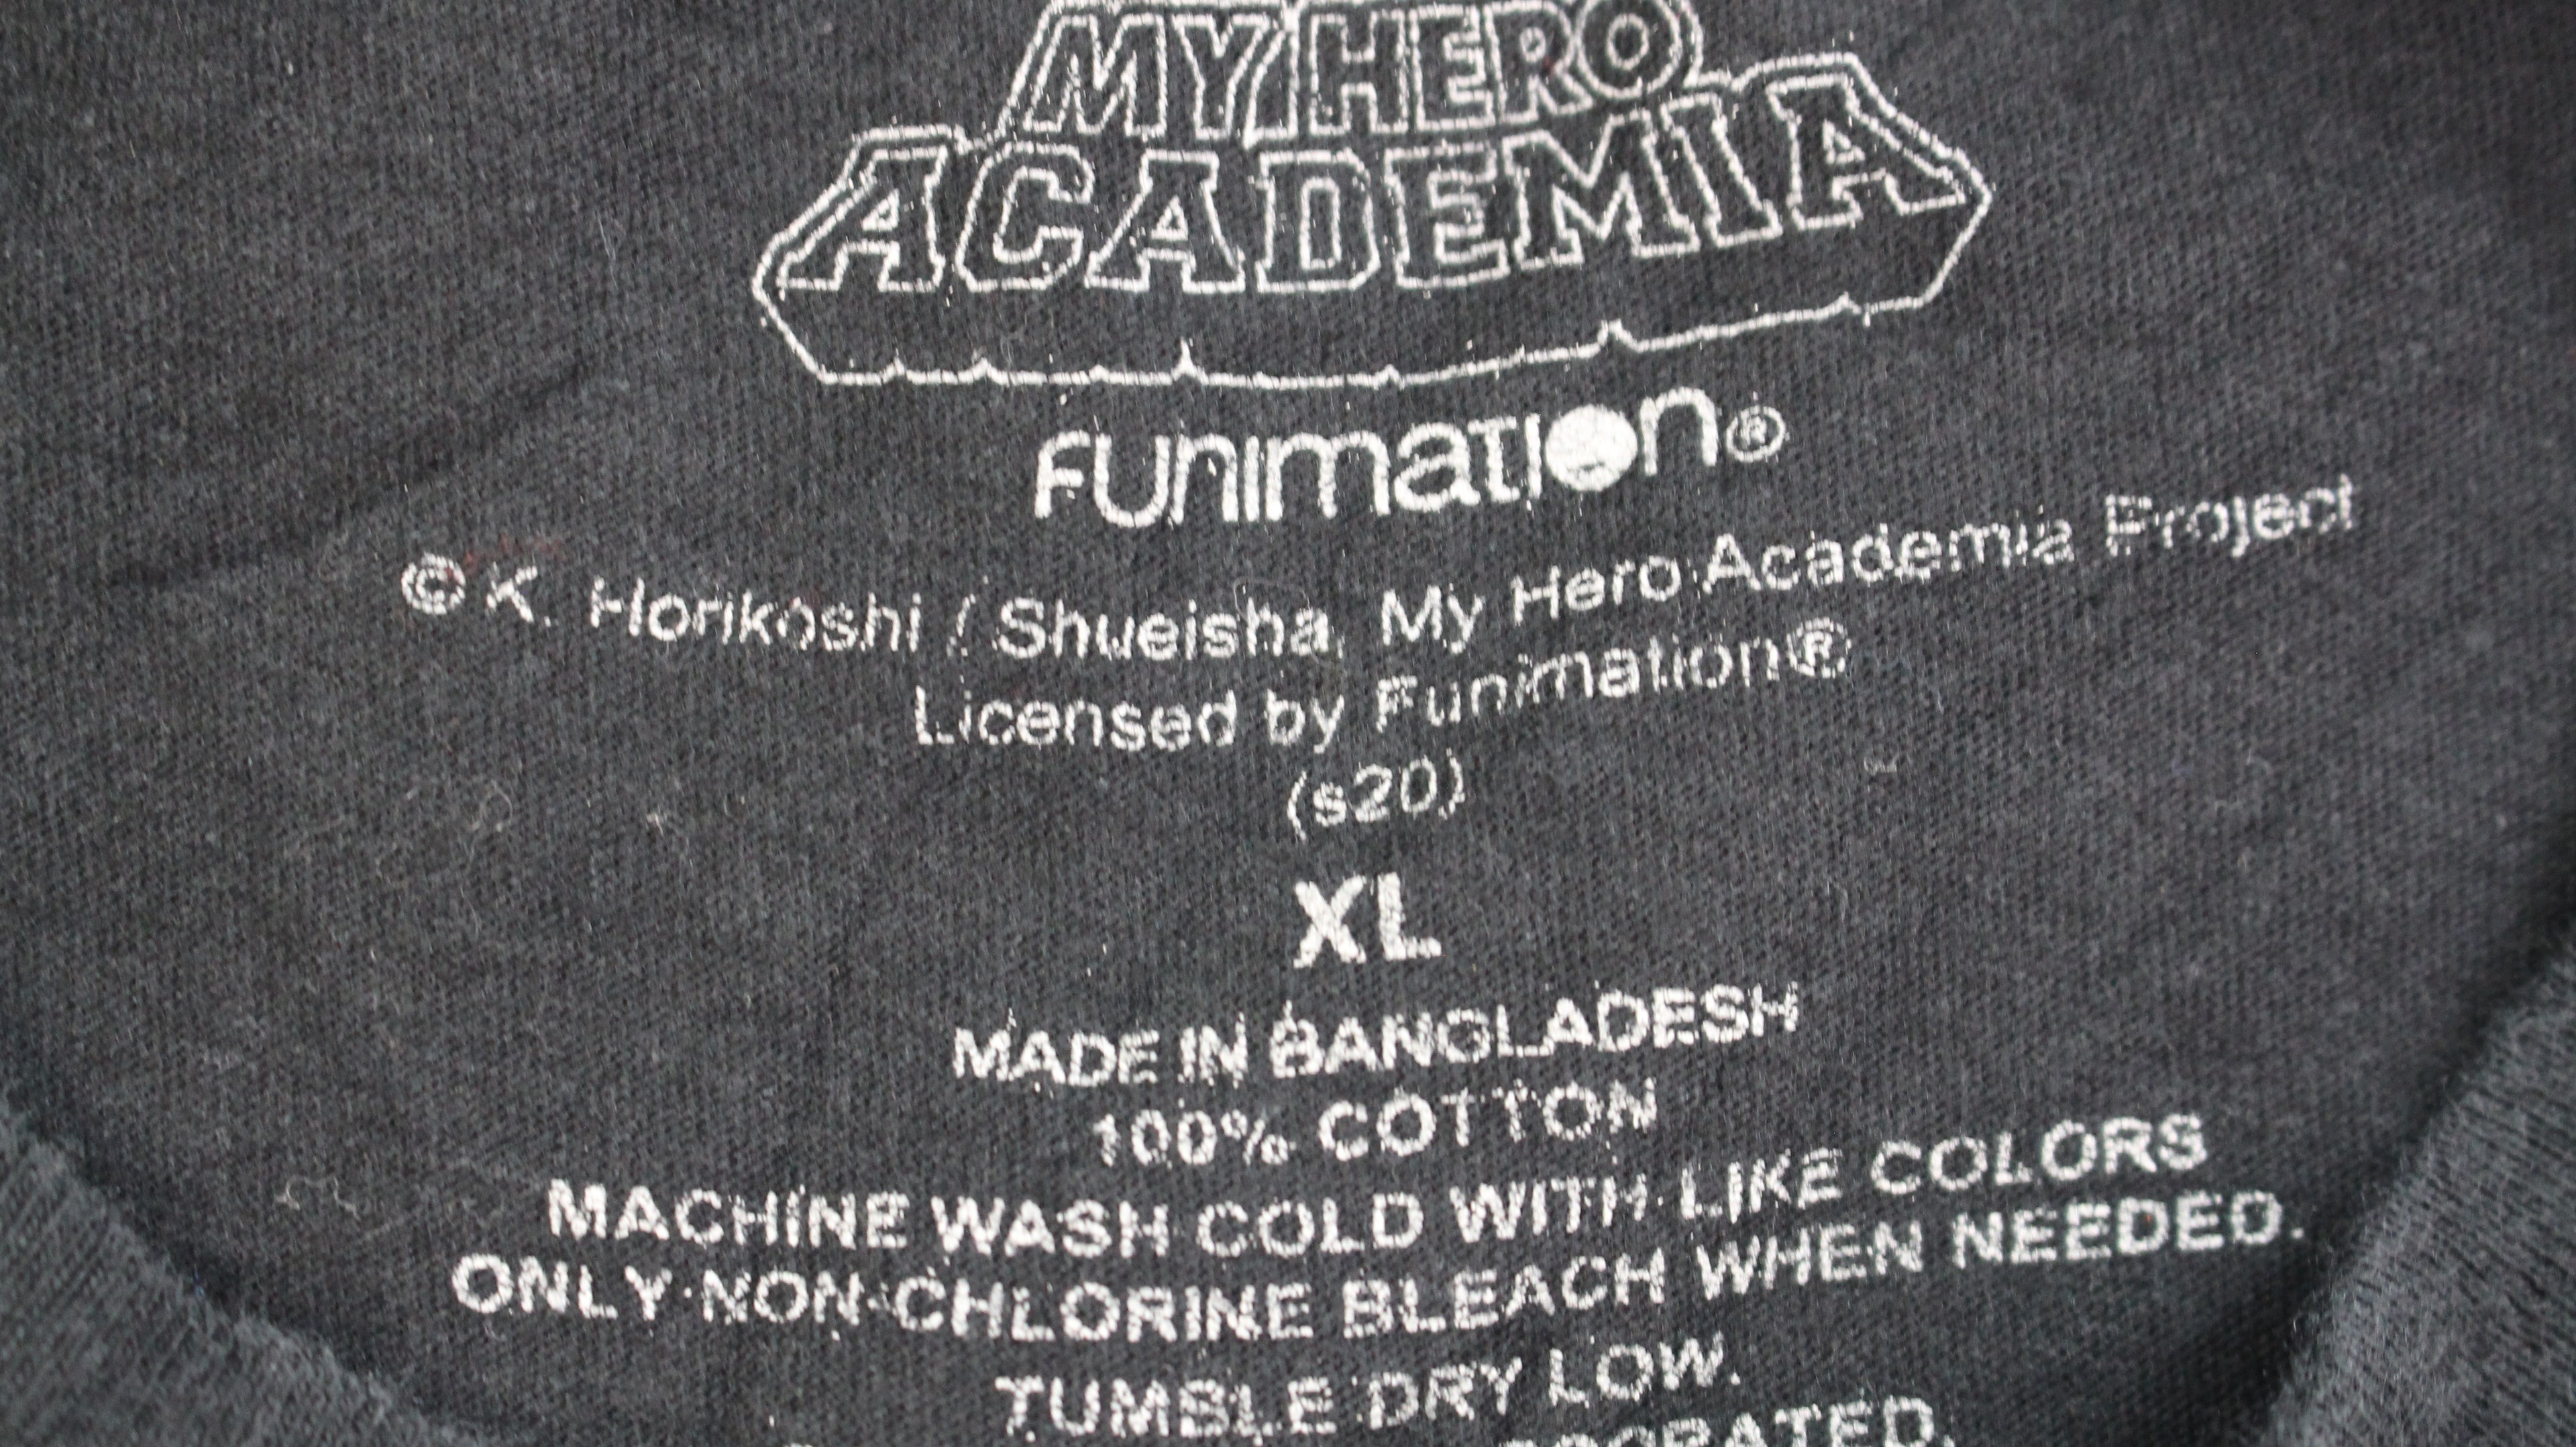 MY HERO
ACADEMIA
FUNIMATION®
© K. Horikoshi / Shueisha, My Hero Academia Project
Licensed by Funimation®
(s20)
XL
MADE IN BANGLADESH
100% COTTON
MACHINE WASH COLD WITH LIKE COLORS
ONLY NON-CHLORINE BLEACH WHEN NEEDED.
TUMBLE DRY LOW.